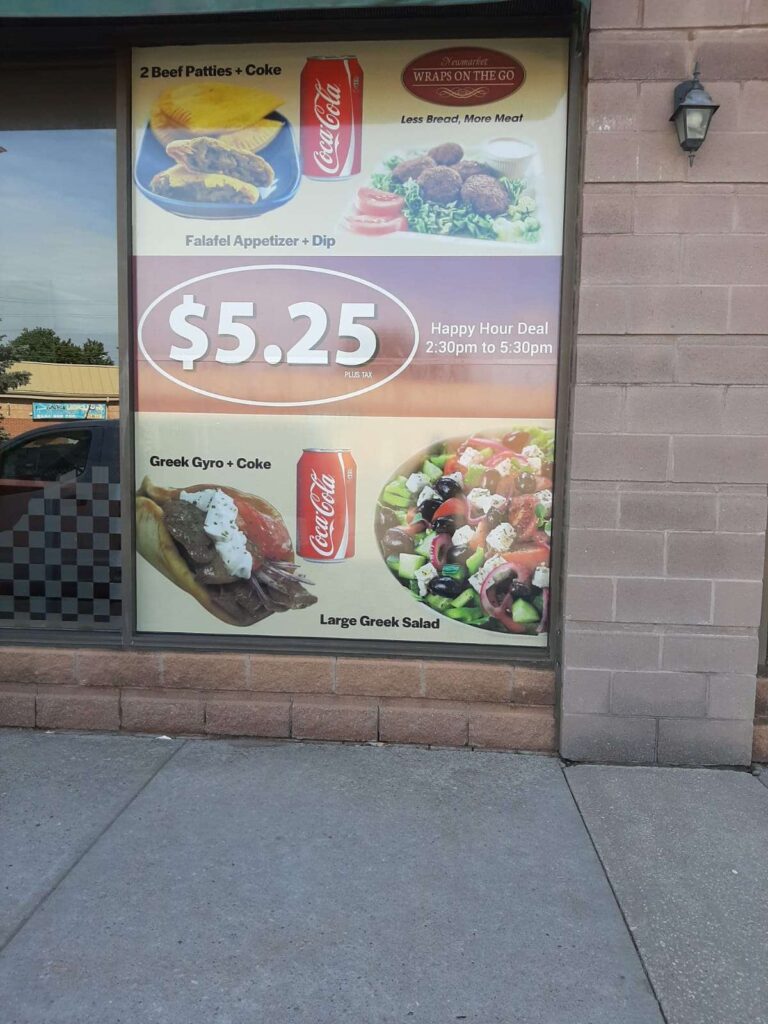 2 Beef Patties + Coke
Coca-Cola
Newmarket
WRAPS ON THE GO
Less Bread, More Meat
Falafel Appetizer + Dip
$5.25
PLUS TAX
Happy Hour Deal
2:30pm to 5:30pm
Greek Gyro + Coke
Coca-Cola
Large Greek Salad